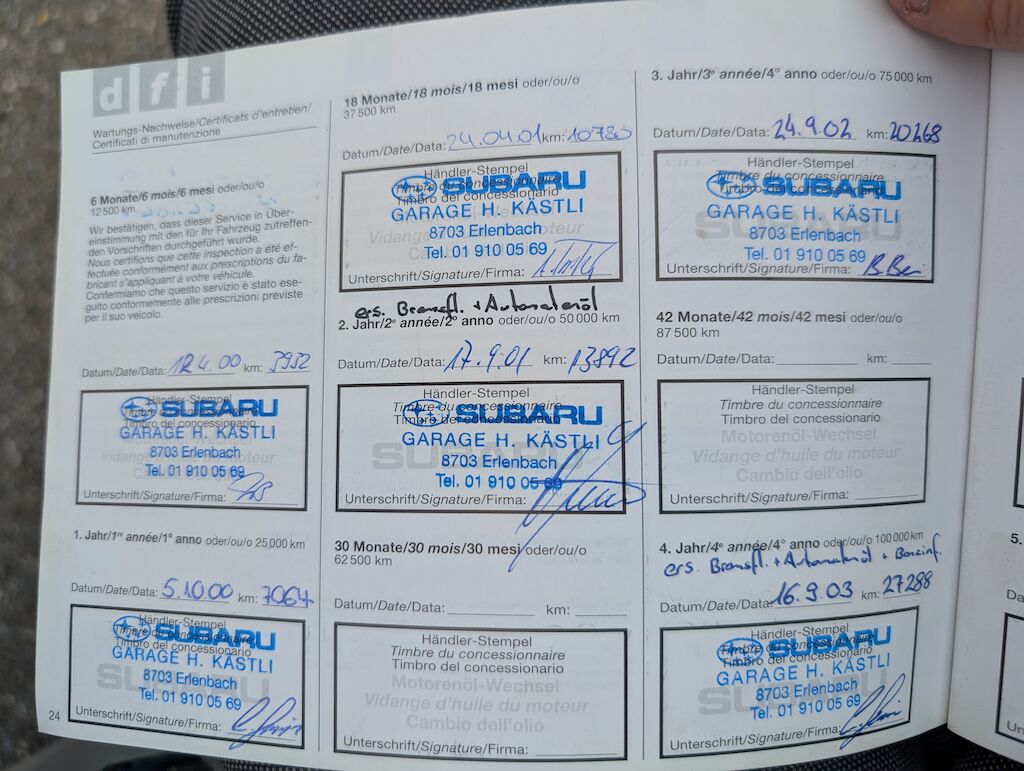 dfi
Wartungs-Nachweise/Certificats d'entretien/
Certificati di manutenzione
6 Monate/6 mois/6 mesi oder/ou/o
12 500 km.
Wir bestätigen, dass dieser Service in Über-
einstimmung mit den für Ihr Fahrzeug zutreffen-
den Vorschriften durchgeführt wurde.
Nous certifions que cette inspection a été ef-
fectuée conformément aux prescriptions du fa-
bricant s'appliquant à votre véhicule.
Confermiamo che questo servizio è stato ese-
guito conformemente alle prescrizioni previste
per il suo veicolo.
Datum/Date/Data: 12.4.00 km: 3932
Händler-Stempel
Timbre du concessionnaire
Timbro del concessionario
SUBARU
GARAGE H. KÄSTLI
8703 Erlenbach
Tel. 01 910 05 69
Unterschrift/Signature/Firma:
1. Jahr/1re année/1° anno oder/ou/o 25 000 km
Datum/Date/Data: 5.10.00 km: 7064
Händler-Stempel
Timbre du concessionnaire
Timbro del concessionario
SUBARU
GARAGE H. KÄSTLI
8703 Erlenbach
Tel. 01 910 05 69
Unterschrift/Signature/Firma:
24
18 Monate/18 mois/18 mesi oder/ou/o
37 500 km
Datum/Date/Data: 24.04.01 km: 10780
Händler-Stempel
Timbre du concessionnaire
Timbro del concessionario
SUBARU
GARAGE H. KÄSTLI
8703 Erlenbach
Tel. 01 910 05 69
Unterschrift/Signature/Firma:
ers. Bremsfl. + Automatenöl
2. Jahr/2e année/2° anno oder/ou/o 50 000 km
Datum/Date/Data: 17.9.01 km: 13892
Händler-Stempel
Timbre du concessionnaire
Timbro del concessionario
SUBARU
GARAGE H. KÄSTLI
8703 Erlenbach
Tel. 01 910 05 69
Unterschrift/Signature/Firma:
30 Monate/30 mois/30 mesi oder/ou/o
62 500 km
Datum/Date/Data: km:
Händler-Stempel
Timbre du concessionnaire
Timbro del concessionario
Motorenöl-Wechsel
Vidange d'huile du moteur
Cambio dell'olio
Unterschrift/Signature/Firma:
3. Jahr/3e année/4° anno oder/ou/o 75 000 km
Datum/Date/Data: 24.9.02 km: 20268
Händler-Stempel
Timbre du concessionnaire
Timbro del concessionario
SUBARU
GARAGE H. KÄSTLI
8703 Erlenbach
Tel. 01 910 05 69
Unterschrift/Signature/Firma:
42 Monate/42 mois/42 mesi oder/ou/o
87 500 km
Datum/Date/Data: km:
Händler-Stempel
Timbre du concessionnaire
Timbro del concessionario
Motorenöl-Wechsel
Vidange d'huile du moteur
Cambio dell'olio
Unterschrift/Signature/Firma:
4. Jahr/4e année/4° anno oder/ou/o 100 000 km
ers. Bremsfl. + Automatenöl +
Datum/Date/Data: 16.9.03 km: 27288
Händler-Stempel
Timbre du concessionnaire
Timbro del concessionario
SUBARU
GARAGE H. KÄSTLI
8703 Erlenbach
Tel. 01 910 05 69
Unterschrift/Signature/Firma:
5.